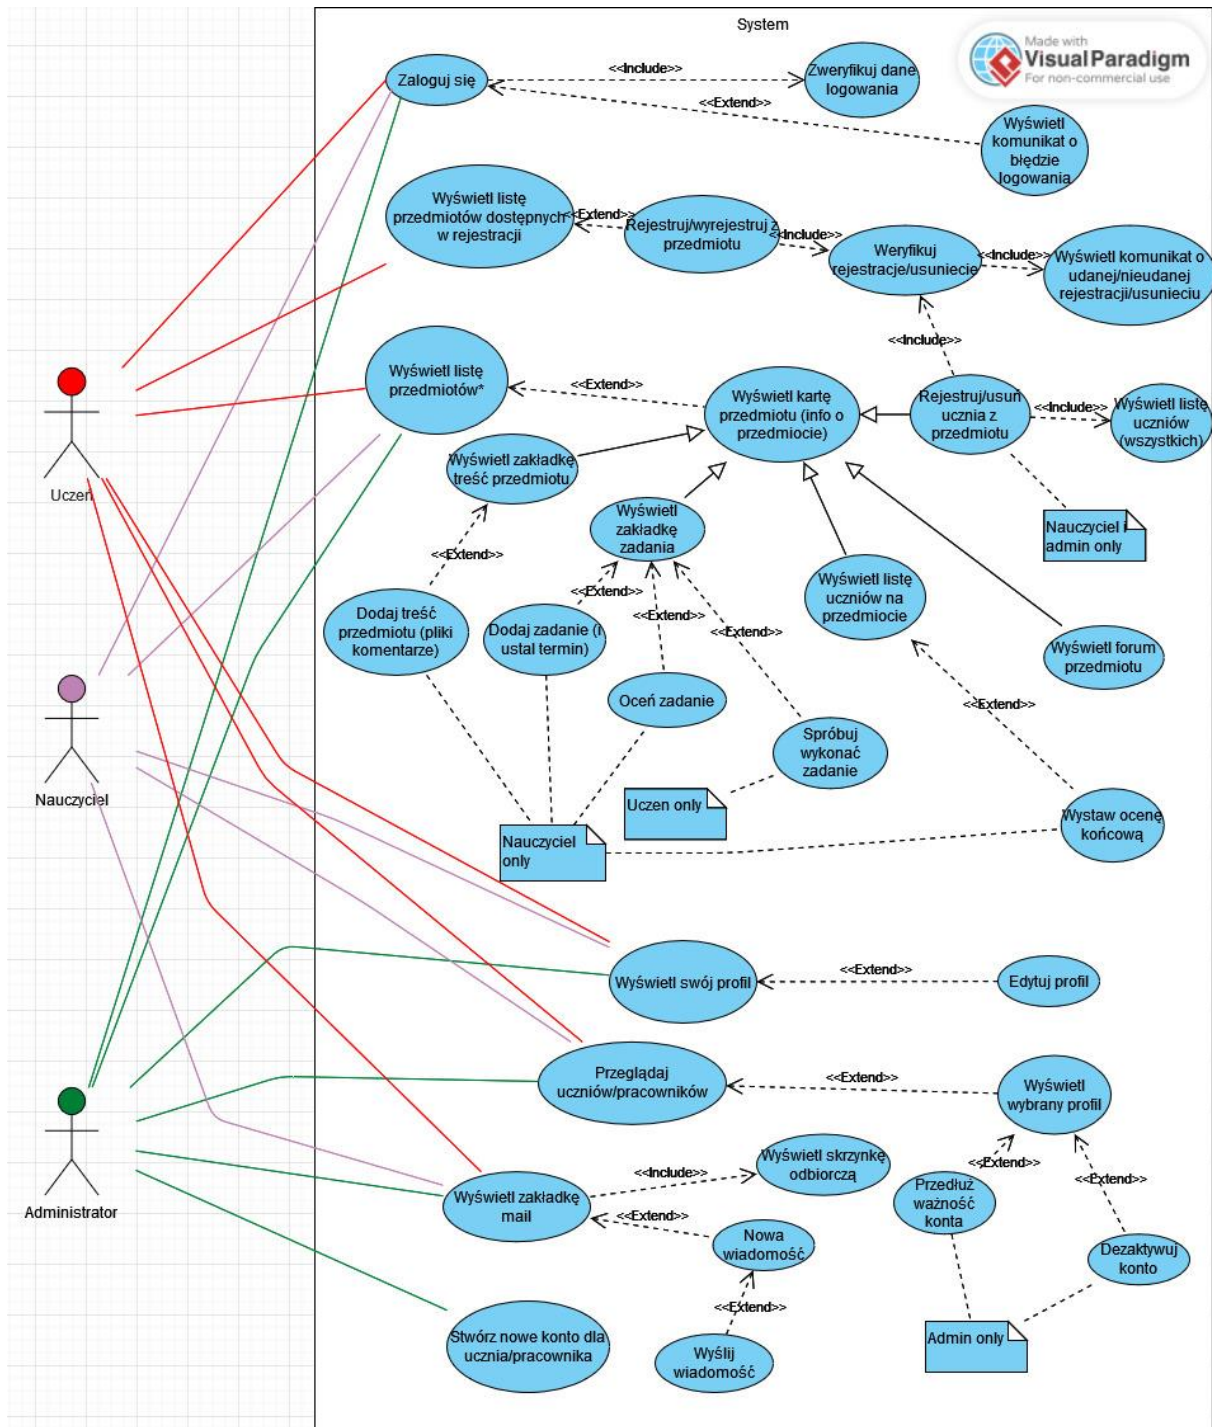 System
Made with
VisualParadigm
For non-commercial use
Zaloguj się
<<Include>>
Zweryfikuj dane
logowania
<<Extend>>
Wyświetl
komunikat o
błędzie
logowania
Wyświetl listę
przedmiotów dostępnych
w rejestracji
<<Extend>>
Rejestruj/wyrejestruj z
przedmiotu
<<Include>>
Weryfikuj
rejestracje/usuniecie
<<Include>>
Wyświetl komunikat o
udanej/nieudanej
rejestracji/usunieciu
<<Include>>
Wyświetl listę
przedmiotów*
<<Extend>>
Wyświetl kartę
przedmiotu (info o
przedmiocie)
Rejestruj/usuń
ucznia z
przedmiotu
<<Include>>
Wyświetl listę
uczniów
(wszystkich)
Uczeń
Wyświetl zakładkę
treść przedmiotu
Wyświetl
zakładkę
zadania
Nauczyciel i
admin only
<<Extend>>
<<Extend>>
<<Extend>>
<<Extend>>
Wyświetl listę
uczniów na
przedmiocie
Dodaj treść
przedmiotu (pliki
komentarze)
Dodaj zadanie (i
ustal termin)
Wyświetl forum
przedmiotu
Oceń zadanie
<<Extend>>
Spróbuj
wykonać
zadanie
Nauczyciel
Uczen only
Wystaw ocenę
końcową
Nauczyciel
only
Wyświetl swój profil
<<Extend>>
Edytuj profil
Przeglądaj
uczniów/pracowników
<<Extend>>
Wyświetl
wybrany profil
Administrator
Wyświetl zakładkę
mail
<<Include>>
Wyświetl skrzynkę
odbiorczą
<<Extend>>
<<Extend>>
Przedłuż
ważność
konta
<<Extend>>
Nowa
wiadomość
Dezaktywuj
konto
<<Extend>>
Stwórz nowe konto dla
ucznia/pracownika
Wyślij
wiadomość
Admin only